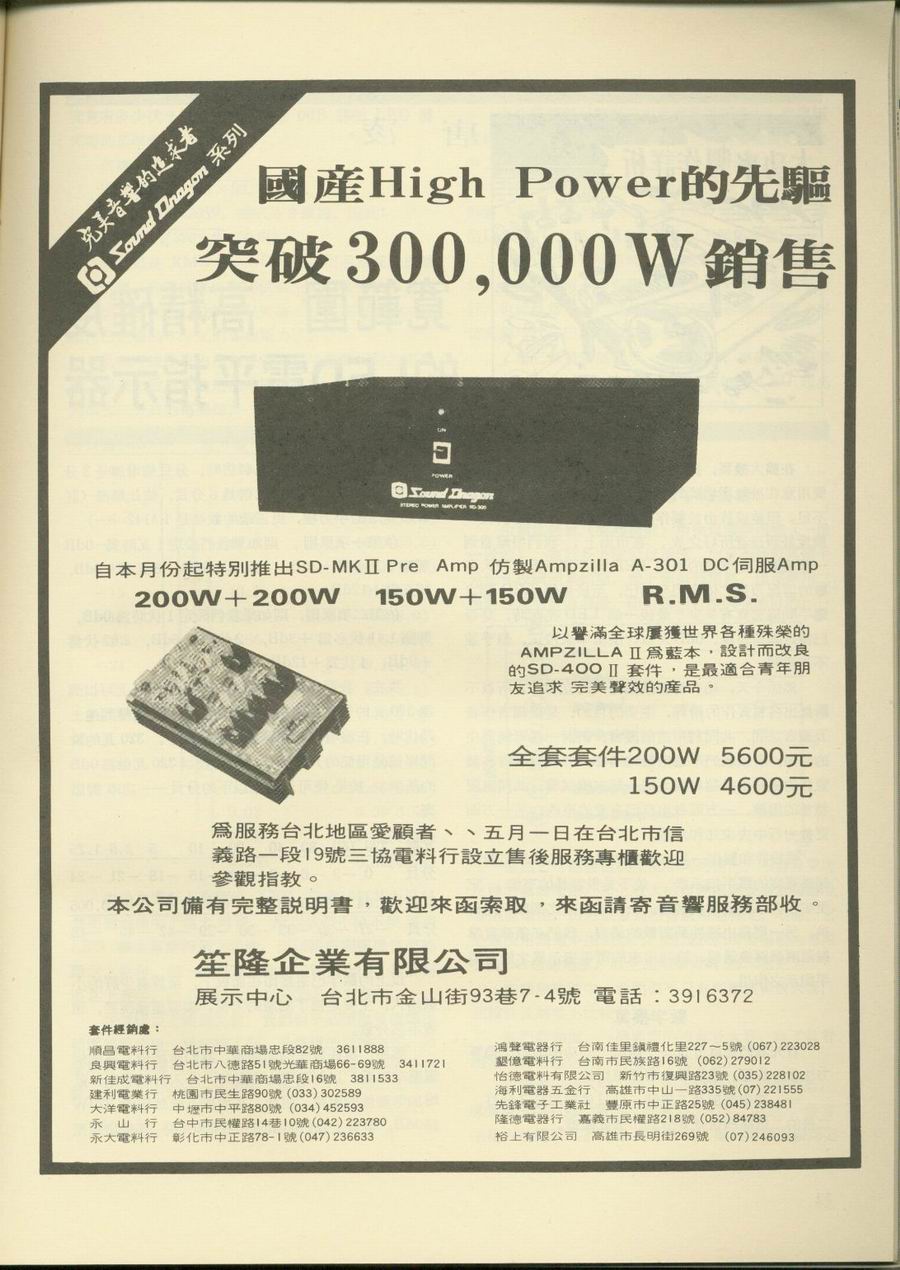 完美音響的追求者
Sound Dragon 系列
國産High Power的先驅
突破300,000W銷售
ON
POWER
Sound Dragon
STEREO POWER AMPLIFIER SD-300
自本月份起特別推出SD-MKⅡ Pre Amp 仿製Ampzilla A-301 DC伺服Amp
200W+200W 150W+150W R.M.S.
以譽滿全球屢獲世界各種殊榮的
AMPZILLA Ⅱ爲藍本，設計而改良
的SD-400Ⅱ 套件，是最適合青年朋
友追求 完美聲效的產品。
全套套件200W 5600元
150W 4600元
爲服務台北地區愛顧者、、五月一日在台北市信
義路一段19號三協電料行設立售後服務專櫃歡迎
參觀指教。
本公司備有完整説明書，歡迎來函索取，來函請寄音響服務部收。
笙隆企業有限公司
展示中心 台北市金山街93巷7-4號 電話：3916372
套件經銷處：
順昌電料行 台北市中華商場忠段82號 3611888
良興電料行 台北市八德路51號光華商場66-69號 3411721
新佳成電料行 台北市中華商場忠段16號 3811533
建利電業行 桃園市民生路90號 (033)302589
大洋電料行 中壢市中平路80號 (034)452593
永山行 台中市民權路14巷10號(042)223780
永大電料行 彰化市中正路78-1號(047)236633
鴻聲電器行 台南佳里鎭禮化里227～5號(067)223028
墾億電料行 台南市民族路16號 (062)279012
怡德電料有限公司 新竹市復興路23號(035)228102
海利電器五金行 高雄市中山一路335號(07)221555
先鋒電子工業社 豐原市中正路25號 (045)238481
隆德電器行 嘉義市民權路218號(052)84783
裕上有限公司 高雄市長明街269號 (07)246093